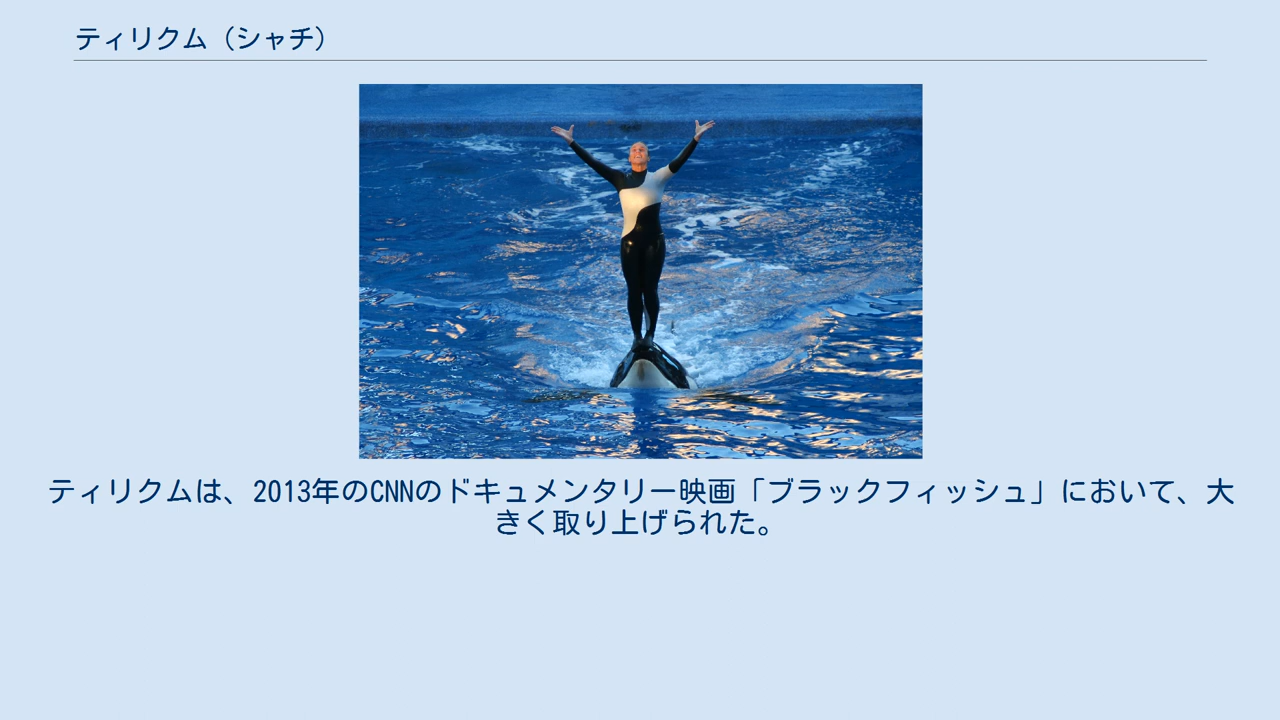 ティリクム（シャチ）
ティリクムは、2013年のCNNのドキュメンタリー映画「ブラックフィッシュ」において、大
きく取り上げられた。